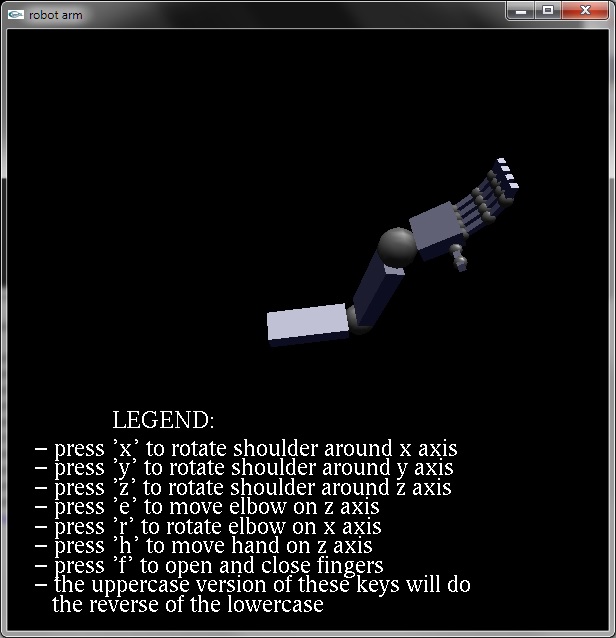 robot arm
LEGEND:
– press 'x' to rotate shoulder around x axis
– press 'y' to rotate shoulder around y axis
– press 'z' to rotate shoulder around z axis
– press 'e' to move elbow on z axis
– press 'r' to rotate elbow on x axis
– press 'h' to move hand on z axis
– press 'f' to open and close fingers
– the uppercase version of these keys will do
the reverse of the lowercase